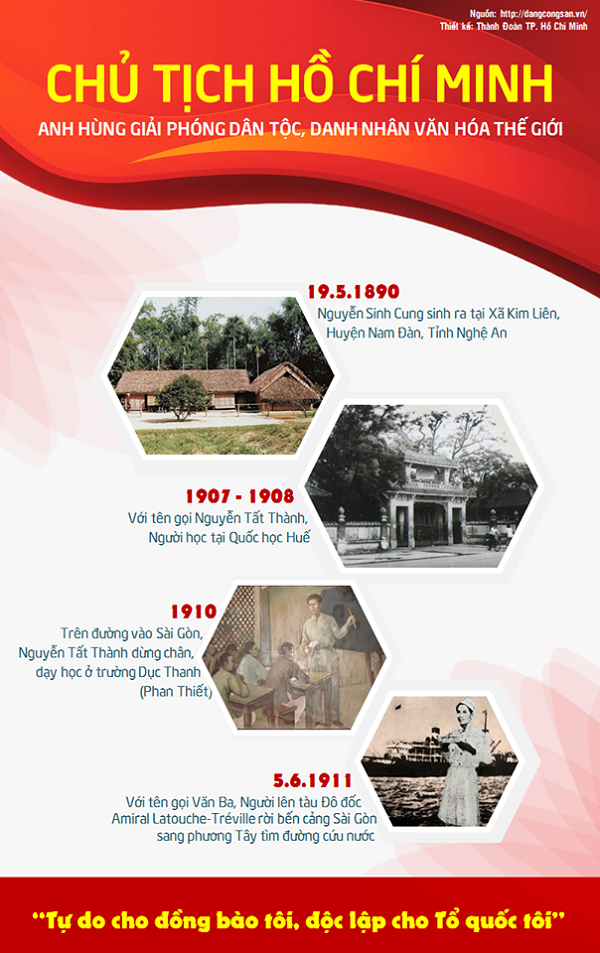 Nguồn: http://dangcongsan.vn/
Thiết kế: Thành Đoàn TP. Hồ Chí Minh
CHỦ TỊCH HỒ CHÍ MINH
ANH HÙNG GIẢI PHÓNG DÂN TỘC, DANH NHÂN VĂN HÓA THẾ GIỚI
19.5.1890
Nguyễn Sinh Cung sinh ra tại Xã Kim Liên,
Huyện Nam Đàn, Tỉnh Nghệ An
1907 - 1908
Với tên gọi Nguyễn Tất Thành,
Người học tại Quốc học Huế
1910
Trên đường vào Sài Gòn,
Nguyễn Tất Thành dừng chân,
dạy học ở trường Dục Thanh
(Phan Thiết)
5.6.1911
Với tên gọi Văn Ba, Người lên tàu Đô đốc
Amiral Latouche-Tréville rời bến cảng Sài Gòn
sang phương Tây tìm đường cứu nước
“Tự do cho đồng bào tôi, độc lập cho Tổ quốc tôi”